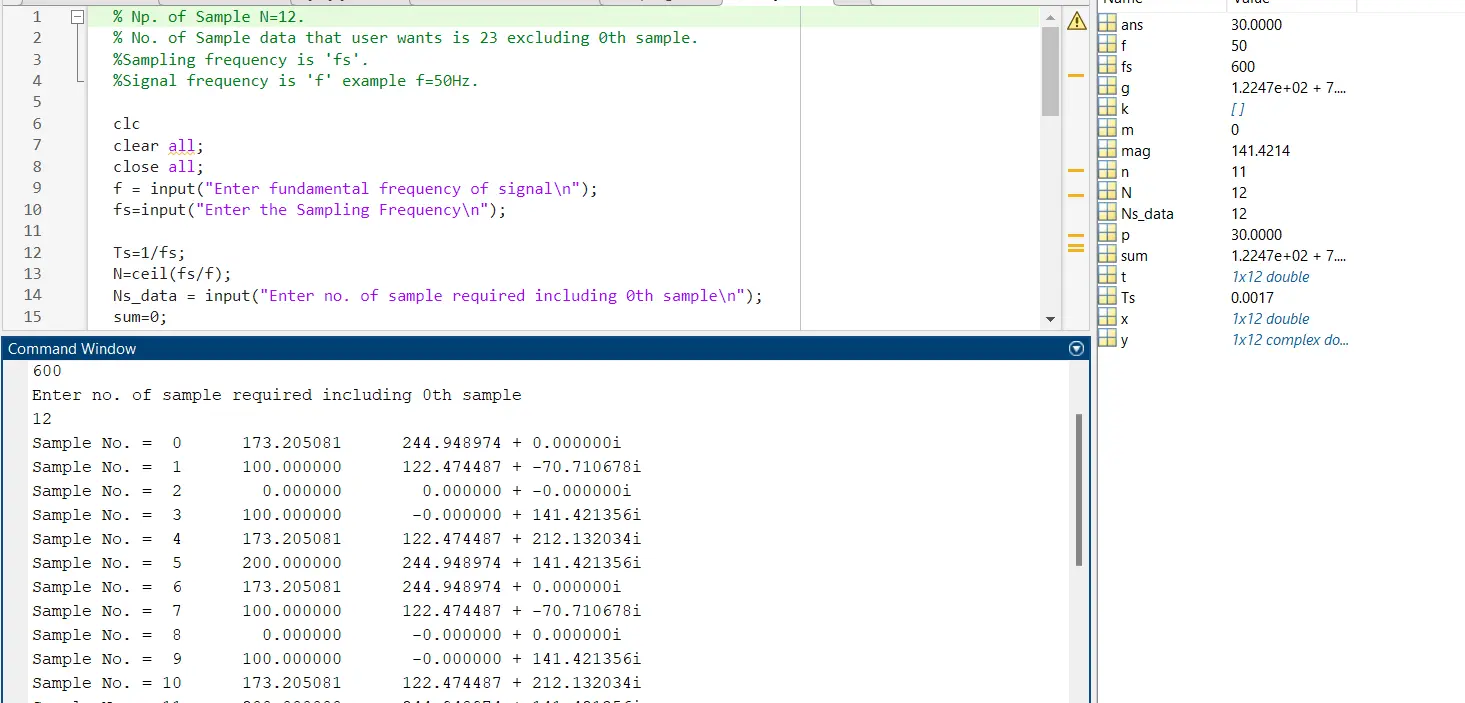 1 % Np. of Sample N=12.
2 % No. of Sample data that user wants is 23 excluding 0th sample.
3 %Sampling frequency is 'fs'.
4 %Signal frequency is 'f' example f=50Hz.
5
6 clc
7 clear all;
8 close all;
9 f = input("Enter fundamental frequency of signal\n");
10 fs=input("Enter the Sampling Frequency\n");
11
12 Ts=1/fs;
13 N=ceil(fs/f);
14 Ns_data = input("Enter no. of sample required including 0th sample\n");
15 sum=0;
Command Window
600
Enter no. of sample required including 0th sample
12
Sample No. = 0 173.205081 244.948974 + 0.000000i
Sample No. = 1 100.000000 122.474487 + -70.710678i
Sample No. = 2 0.000000 0.000000 + -0.000000i
Sample No. = 3 100.000000 -0.000000 + 141.421356i
Sample No. = 4 173.205081 122.474487 + 212.132034i
Sample No. = 5 200.000000 244.948974 + 141.421356i
Sample No. = 6 173.205081 244.948974 + 0.000000i
Sample No. = 7 100.000000 122.474487 + -70.710678i
Sample No. = 8 0.000000 -0.000000 + 0.000000i
Sample No. = 9 100.000000 -0.000000 + 141.421356i
Sample No. = 10 173.205081 122.474487 + 212.132034i
Name Value
ans 30.0000
f 50
fs 600
g 1.2247e+02 + 7....
k []
m 0
mag 141.4214
n 11
N 12
Ns_data 12
p 30.0000
sum 1.2247e+02 + 7....
t 1x12 double
Ts 0.0017
x 1x12 double
y 1x12 complex do...